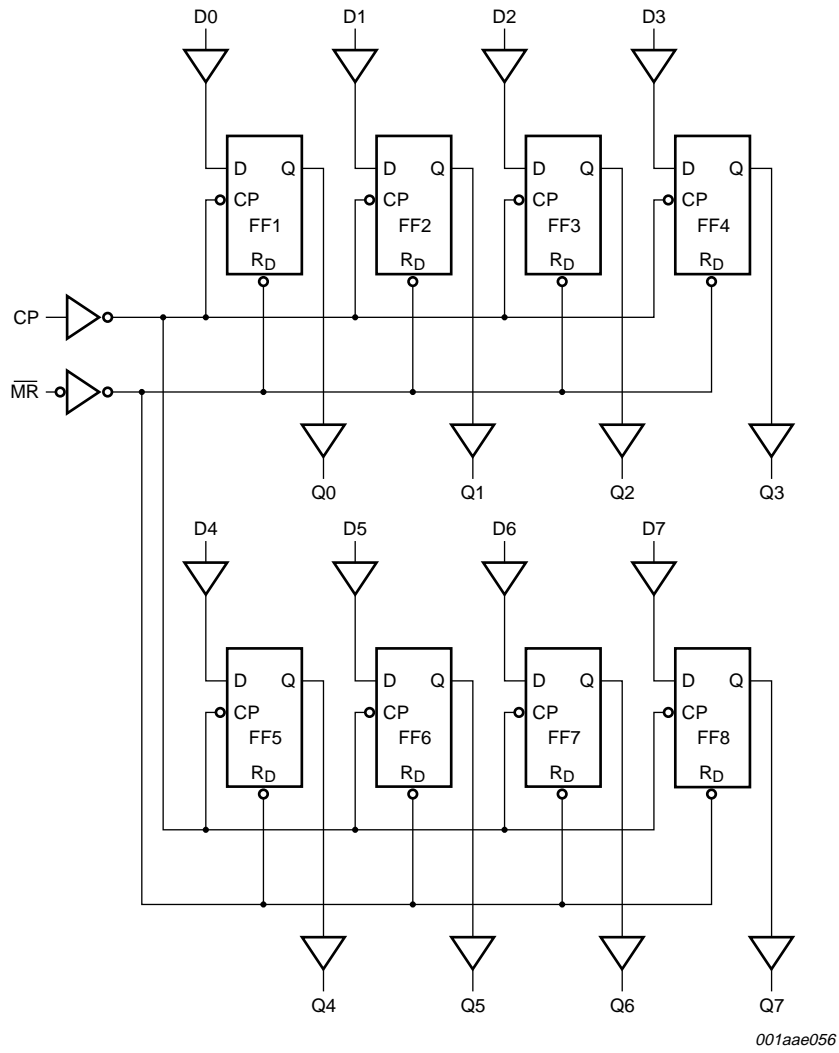 D0 D1 D2 D3
D Q D Q D Q D Q
CP CP CP CP
FF1 FF2 FF3 FF4
RD RD RD RD
CP
M̅R̅
Q0 Q1 Q2 Q3
D4 D5 D6 D7
D Q D Q D Q D Q
CP CP CP CP
FF5 FF6 FF7 FF8
RD RD RD RD
Q4 Q5 Q6 Q7
001aae056